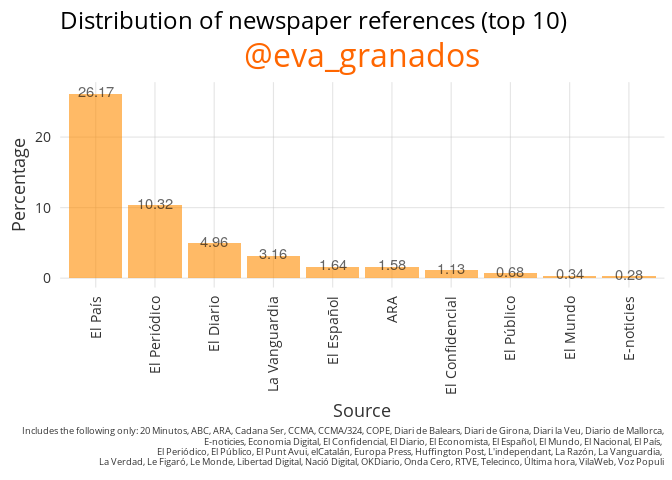 Distribution of newspaper references (top 10)
@eva_granados
Percentage
20
10
0
26.17
10.32
4.96
3.16
1.64
1.58
1.13
0.68
0.34
0.28
El País
El Periódico
El Diario
La Vanguardia
El Español
ARA
El Confidencial
El Público
El Mundo
E-noticies
Source
Includes the following only: 20 Minutos, ABC, ARA, Cadana Ser, CCMA, CCMA/324, COPE, Diari de Balears, Diari de Girona, Diari la Veu, Diario de Mallorca,
E-noticies, Economia Digital, El Confidencial, El Diario, El Economista, El Español, El Mundo, El Nacional, El País,
El Periódico, El Público, El Punt Avui, elCatalán, Europa Press, Huffington Post, L'independant, La Razón, La Vanguardia,
La Verdad, Le Figaró, Le Monde, Libertad Digital, Nació Digital, OKDiario, Onda Cero, RTVE, Telecinco, Última hora, VilaWeb, Voz Populi